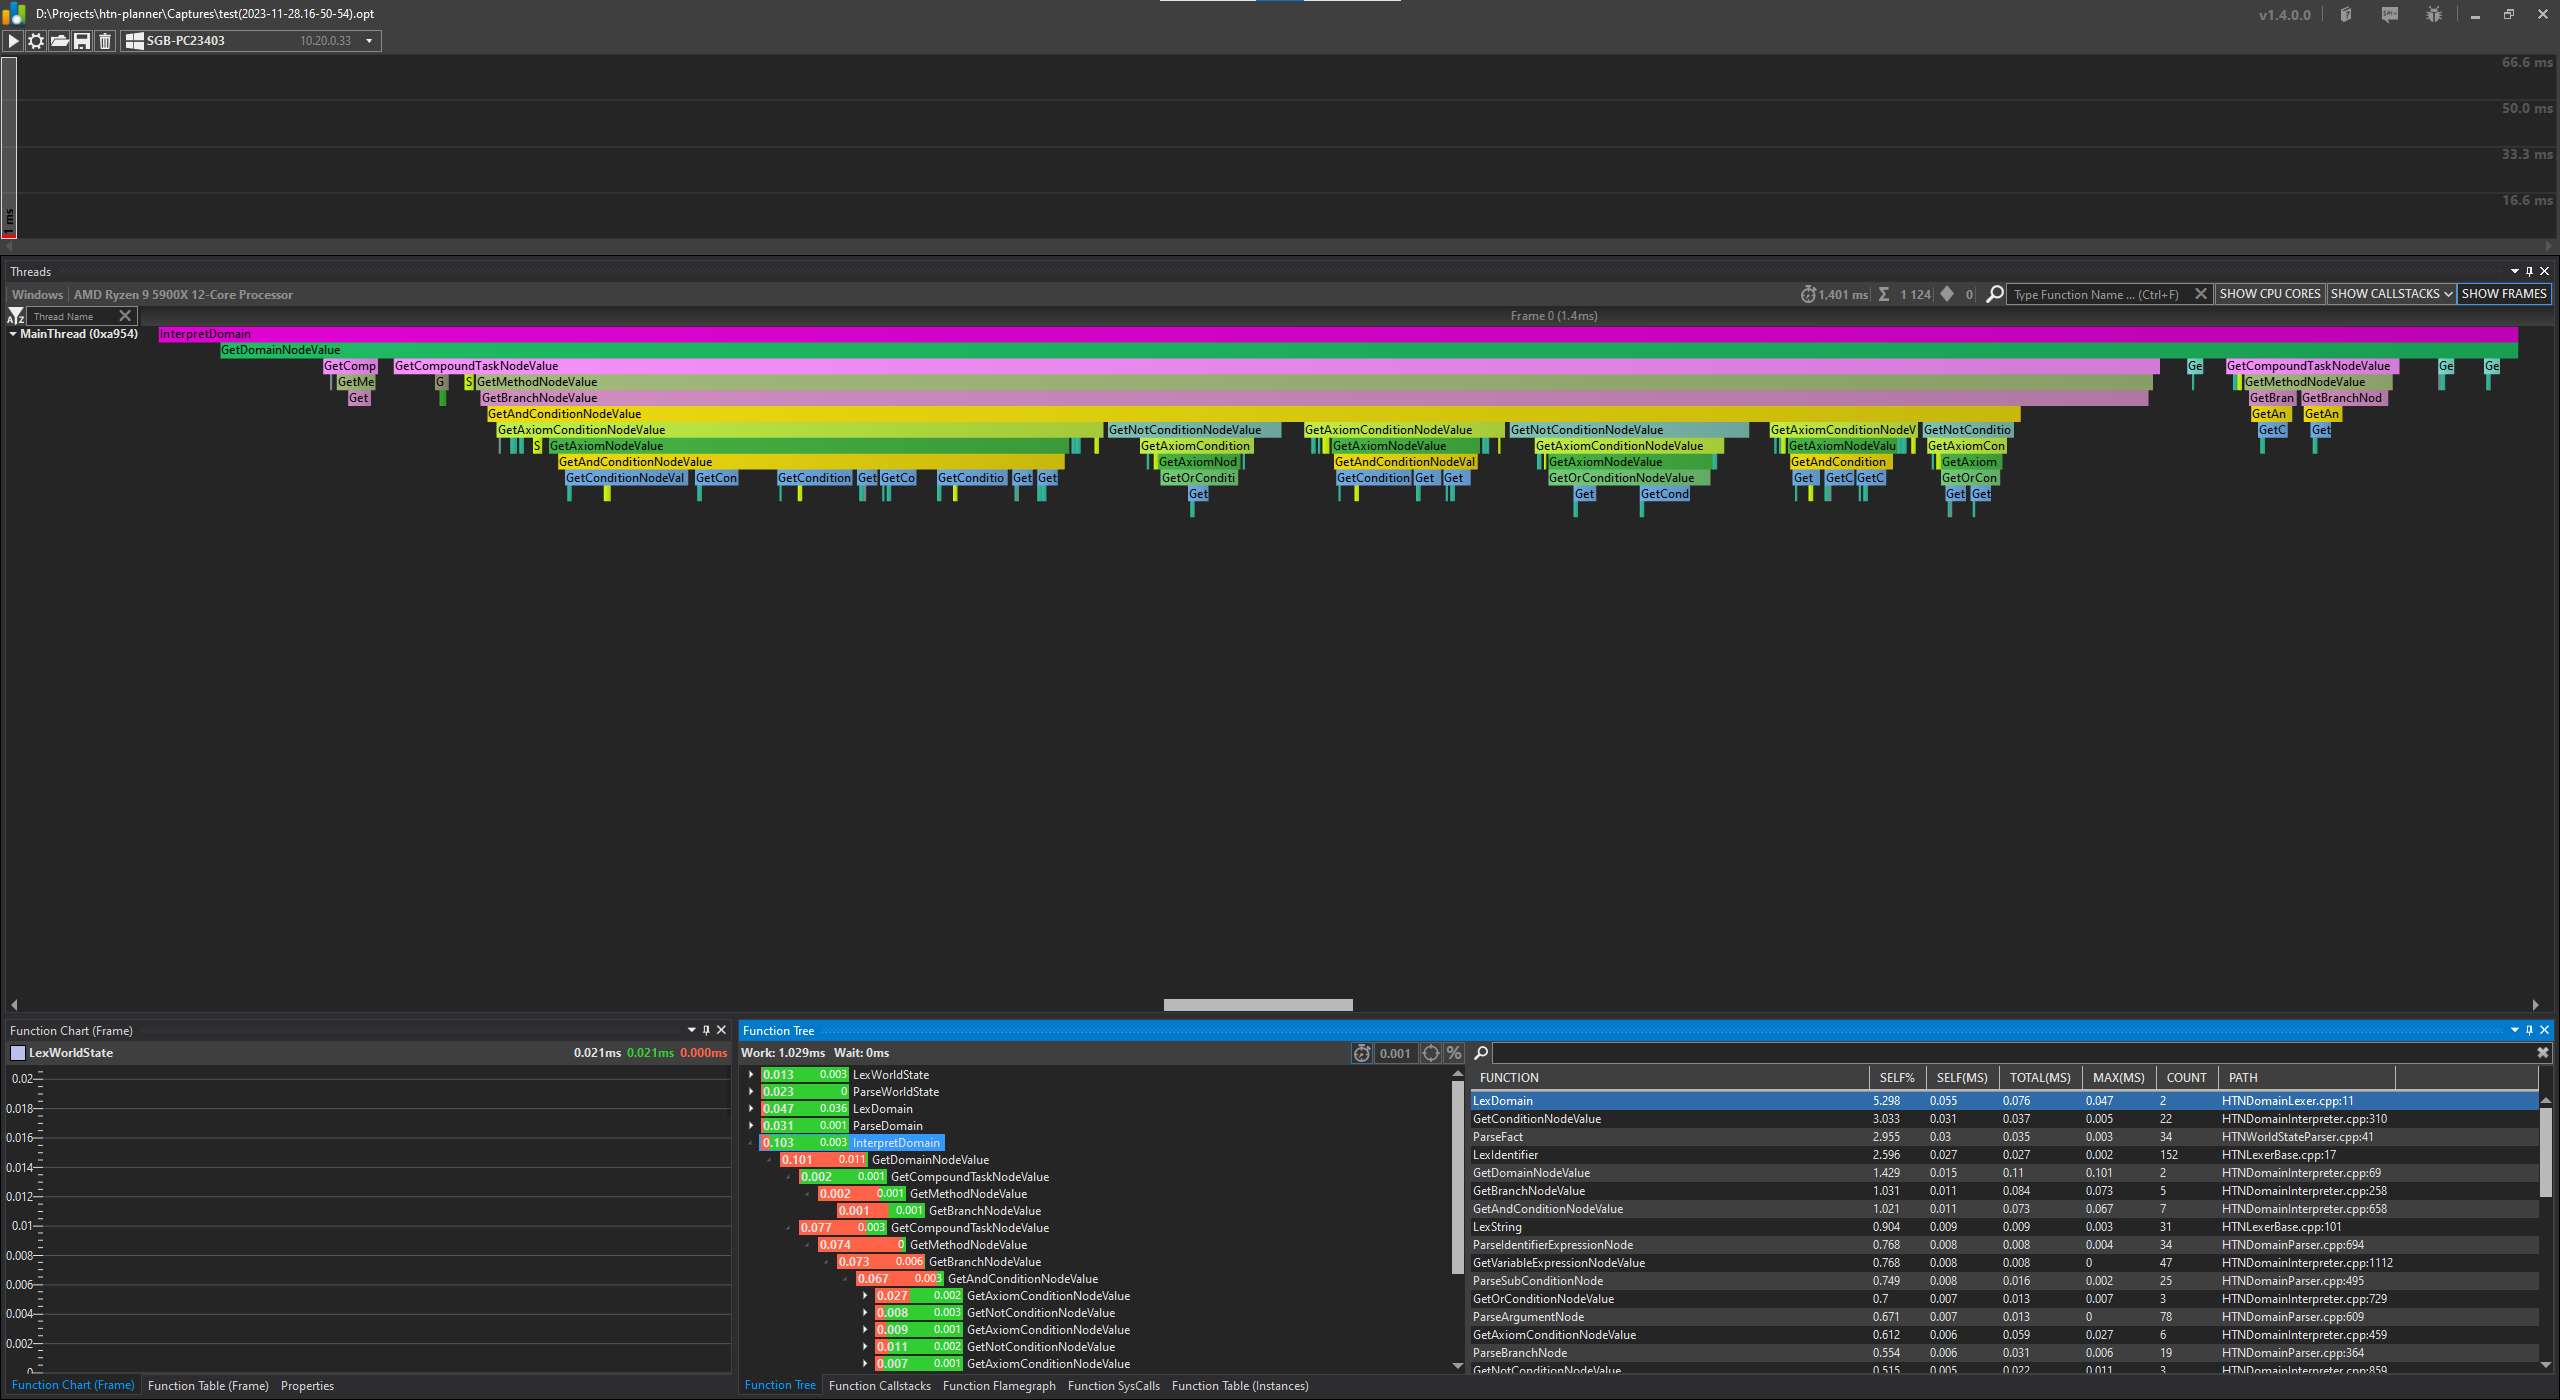 D:\Projects\htn-planner\Captures\test(2023-11-28.16-50-54).opt
v1.4.0.0
SGB-PC23403 10.20.0.33
66.6 ms
50.0 ms
33.3 ms
16.6 ms
1 ms
Threads
Windows AMD Ryzen 9 5900X 12-Core Processor 1,401 ms Σ 1 124 0 Type Function Name ... (Ctrl+F) SHOW CPU CORES SHOW CALLSTACKS SHOW FRAMES
AZ Thread Name Frame 0 (1.4ms)
MainThread (0xa954) InterpretDomain
GetDomainNodeValue
GetComp GetCompoundTaskNodeValue Ge GetCompoundTaskNodeValue Ge Ge
GetMe G S GetMethodNodeValue GetMethodNodeValue
Get GetBranchNodeValue GetBran GetBranchNod
GetAndConditionNodeValue GetAn GetAn
GetAxiomConditionNodeValue GetNotConditionNodeValue GetAxiomConditionNodeValue GetNotConditionNodeValue GetAxiomConditionNodeV GetNotConditio GetC Get
S GetAxiomNodeValue GetAxiomCondition GetAxiomNodeValue GetAxiomConditionNodeValue GetAxiomNodeValu GetAxiomCon
GetAndConditionNodeValue GetAxiomNod GetAndConditionNodeVal GetAxiomNodeValue GetAndCondition GetAxiom
GetConditionNodeVal GetCon GetCondition Get GetCo GetConditio Get Get GetOrConditi GetCondition Get Get GetOrConditionNodeValue Get GetC GetC GetOrCon
Get Get GetCond Get Get
Function Chart (Frame)
LexWorldState 0.021ms 0.021ms 0.000ms
0.02
0.018
0.016
0.014
0.012
0.01
0.008
0.006
0.004
0.002
0
Function Chart (Frame) Function Table (Frame) Properties
Function Tree
Work: 1.029ms Wait: 0ms 0.001 %
0.013 0.003 LexWorldState
0.023 0 ParseWorldState
0.047 0.036 LexDomain
0.031 0.001 ParseDomain
0.103 0.003 InterpretDomain
0.101 0.011 GetDomainNodeValue
0.002 0.001 GetCompoundTaskNodeValue
0.002 0.001 GetMethodNodeValue
0.001 0.001 GetBranchNodeValue
0.077 0.003 GetCompoundTaskNodeValue
0.074 0 GetMethodNodeValue
0.073 0.006 GetBranchNodeValue
0.067 0.003 GetAndConditionNodeValue
0.027 0.002 GetAxiomConditionNodeValue
0.008 0.003 GetNotConditionNodeValue
0.009 0.001 GetAxiomConditionNodeValue
0.011 0.002 GetNotConditionNodeValue
0.007 0.001 GetAxiomConditionNodeValue
FUNCTION SELF% SELF(MS) TOTAL(MS) MAX(MS) COUNT PATH
LexDomain 5.298 0.055 0.076 0.047 2 HTNDomainLexer.cpp:11
GetConditionNodeValue 3.033 0.031 0.037 0.005 22 HTNDomainInterpreter.cpp:310
ParseFact 2.955 0.03 0.035 0.003 34 HTNWorldStateParser.cpp:41
LexIdentifier 2.596 0.027 0.027 0.002 152 HTNLexerBase.cpp:17
GetDomainNodeValue 1.429 0.015 0.11 0.101 2 HTNDomainInterpreter.cpp:69
GetBranchNodeValue 1.031 0.011 0.084 0.073 5 HTNDomainInterpreter.cpp:258
GetAndConditionNodeValue 1.021 0.011 0.073 0.067 7 HTNDomainInterpreter.cpp:658
LexString 0.904 0.009 0.009 0.003 31 HTNLexerBase.cpp:101
ParseIdentifierExpressionNode 0.768 0.008 0.008 0.004 34 HTNDomainParser.cpp:694
GetVariableExpressionNodeValue 0.768 0.008 0.008 0 47 HTNDomainInterpreter.cpp:1112
ParseSubConditionNode 0.749 0.008 0.016 0.002 25 HTNDomainParser.cpp:495
GetOrConditionNodeValue 0.7 0.007 0.013 0.007 3 HTNDomainInterpreter.cpp:729
ParseArgumentNode 0.671 0.007 0.013 0 78 HTNDomainParser.cpp:609
GetAxiomConditionNodeValue 0.612 0.006 0.059 0.027 6 HTNDomainInterpreter.cpp:459
ParseBranchNode 0.554 0.006 0.031 0.006 19 HTNDomainParser.cpp:364
GetNotConditionNodeValue 0.515 0.005 0.022 0.011 3 HTNDomainInterpreter.cpp:859
Function Tree Function Callstacks Function Flamegraph Function SysCalls Function Table (Instances)